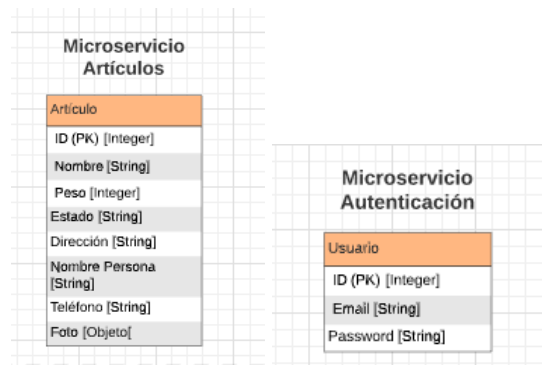 Microservicio
Artículos
Artículo
ID (PK) [Integer]
Nombre [String]
Peso [Integer]
Estado [String]
Dirección [String]
Nombre Persona
[String]
Teléfono [String]
Foto [Objeto[
Microservicio
Autenticación
Usuario
ID (PK) [Integer]
Email [String]
Password [String]